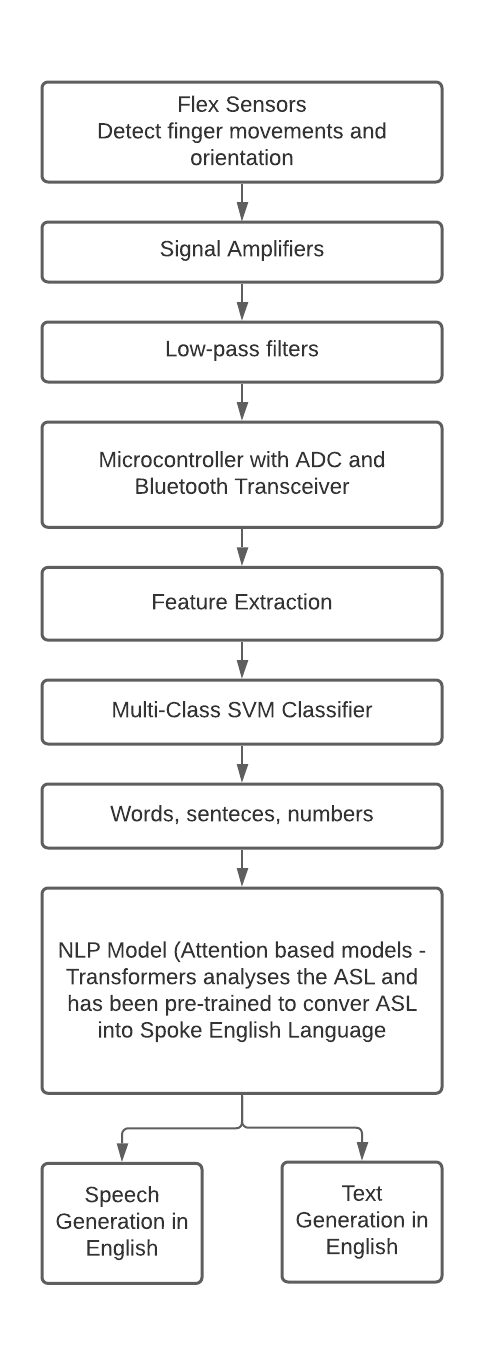 Flex Sensors
Detect finger movements and
orientation
Signal Amplifiers
Low-pass filters
Microcontroller with ADC and
Bluetooth Transceiver
Feature Extraction
Multi-Class SVM Classifier
Words, senteces, numbers
NLP Model (Attention based models -
Transformers analyses the ASL and
has been pre-trained to conver ASL
into Spoke English Language
Speech
Generation in
English
Text
Generation in
English